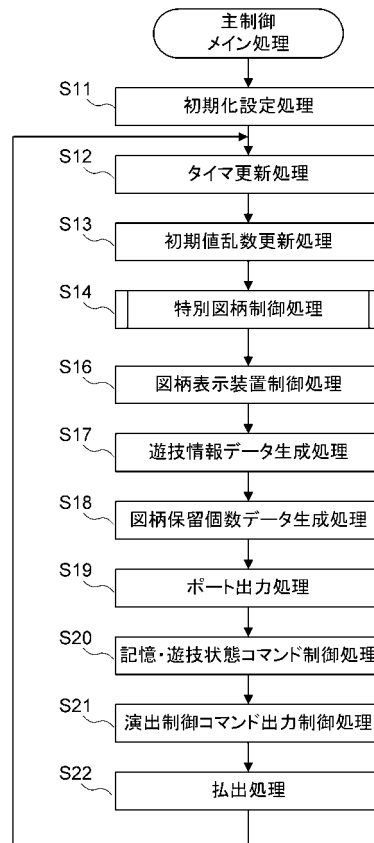 主制御
メイン処理
S11
初期化設定処理
S12
タイマ更新処理
S13
初期値乱数更新処理
S14
特別図柄制御処理
S16
図柄表示装置制御処理
S17
遊技情報データ生成処理
S18
図柄保留個数データ生成処理
S19
ポート出力処理
S20
記憶・遊技状態コマンド制御処理
S21
演出制御コマンド出力制御処理
S22
払出処理